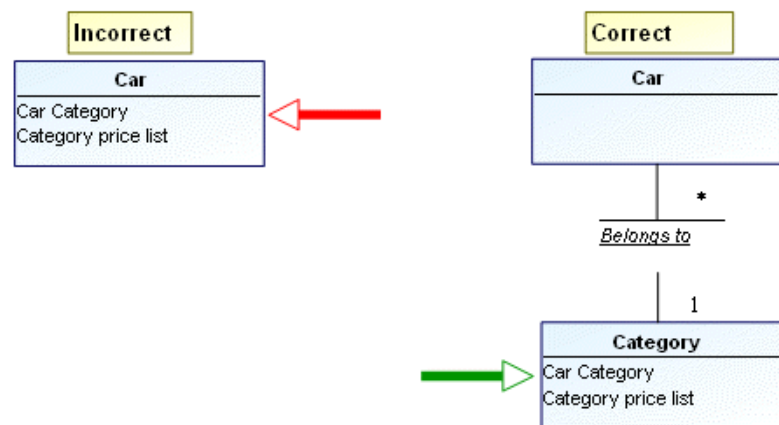 Incorrect
Car
Car Category
Category price list
Correct
Car
*
Belongs to
1
Category
Car Category
Category price list